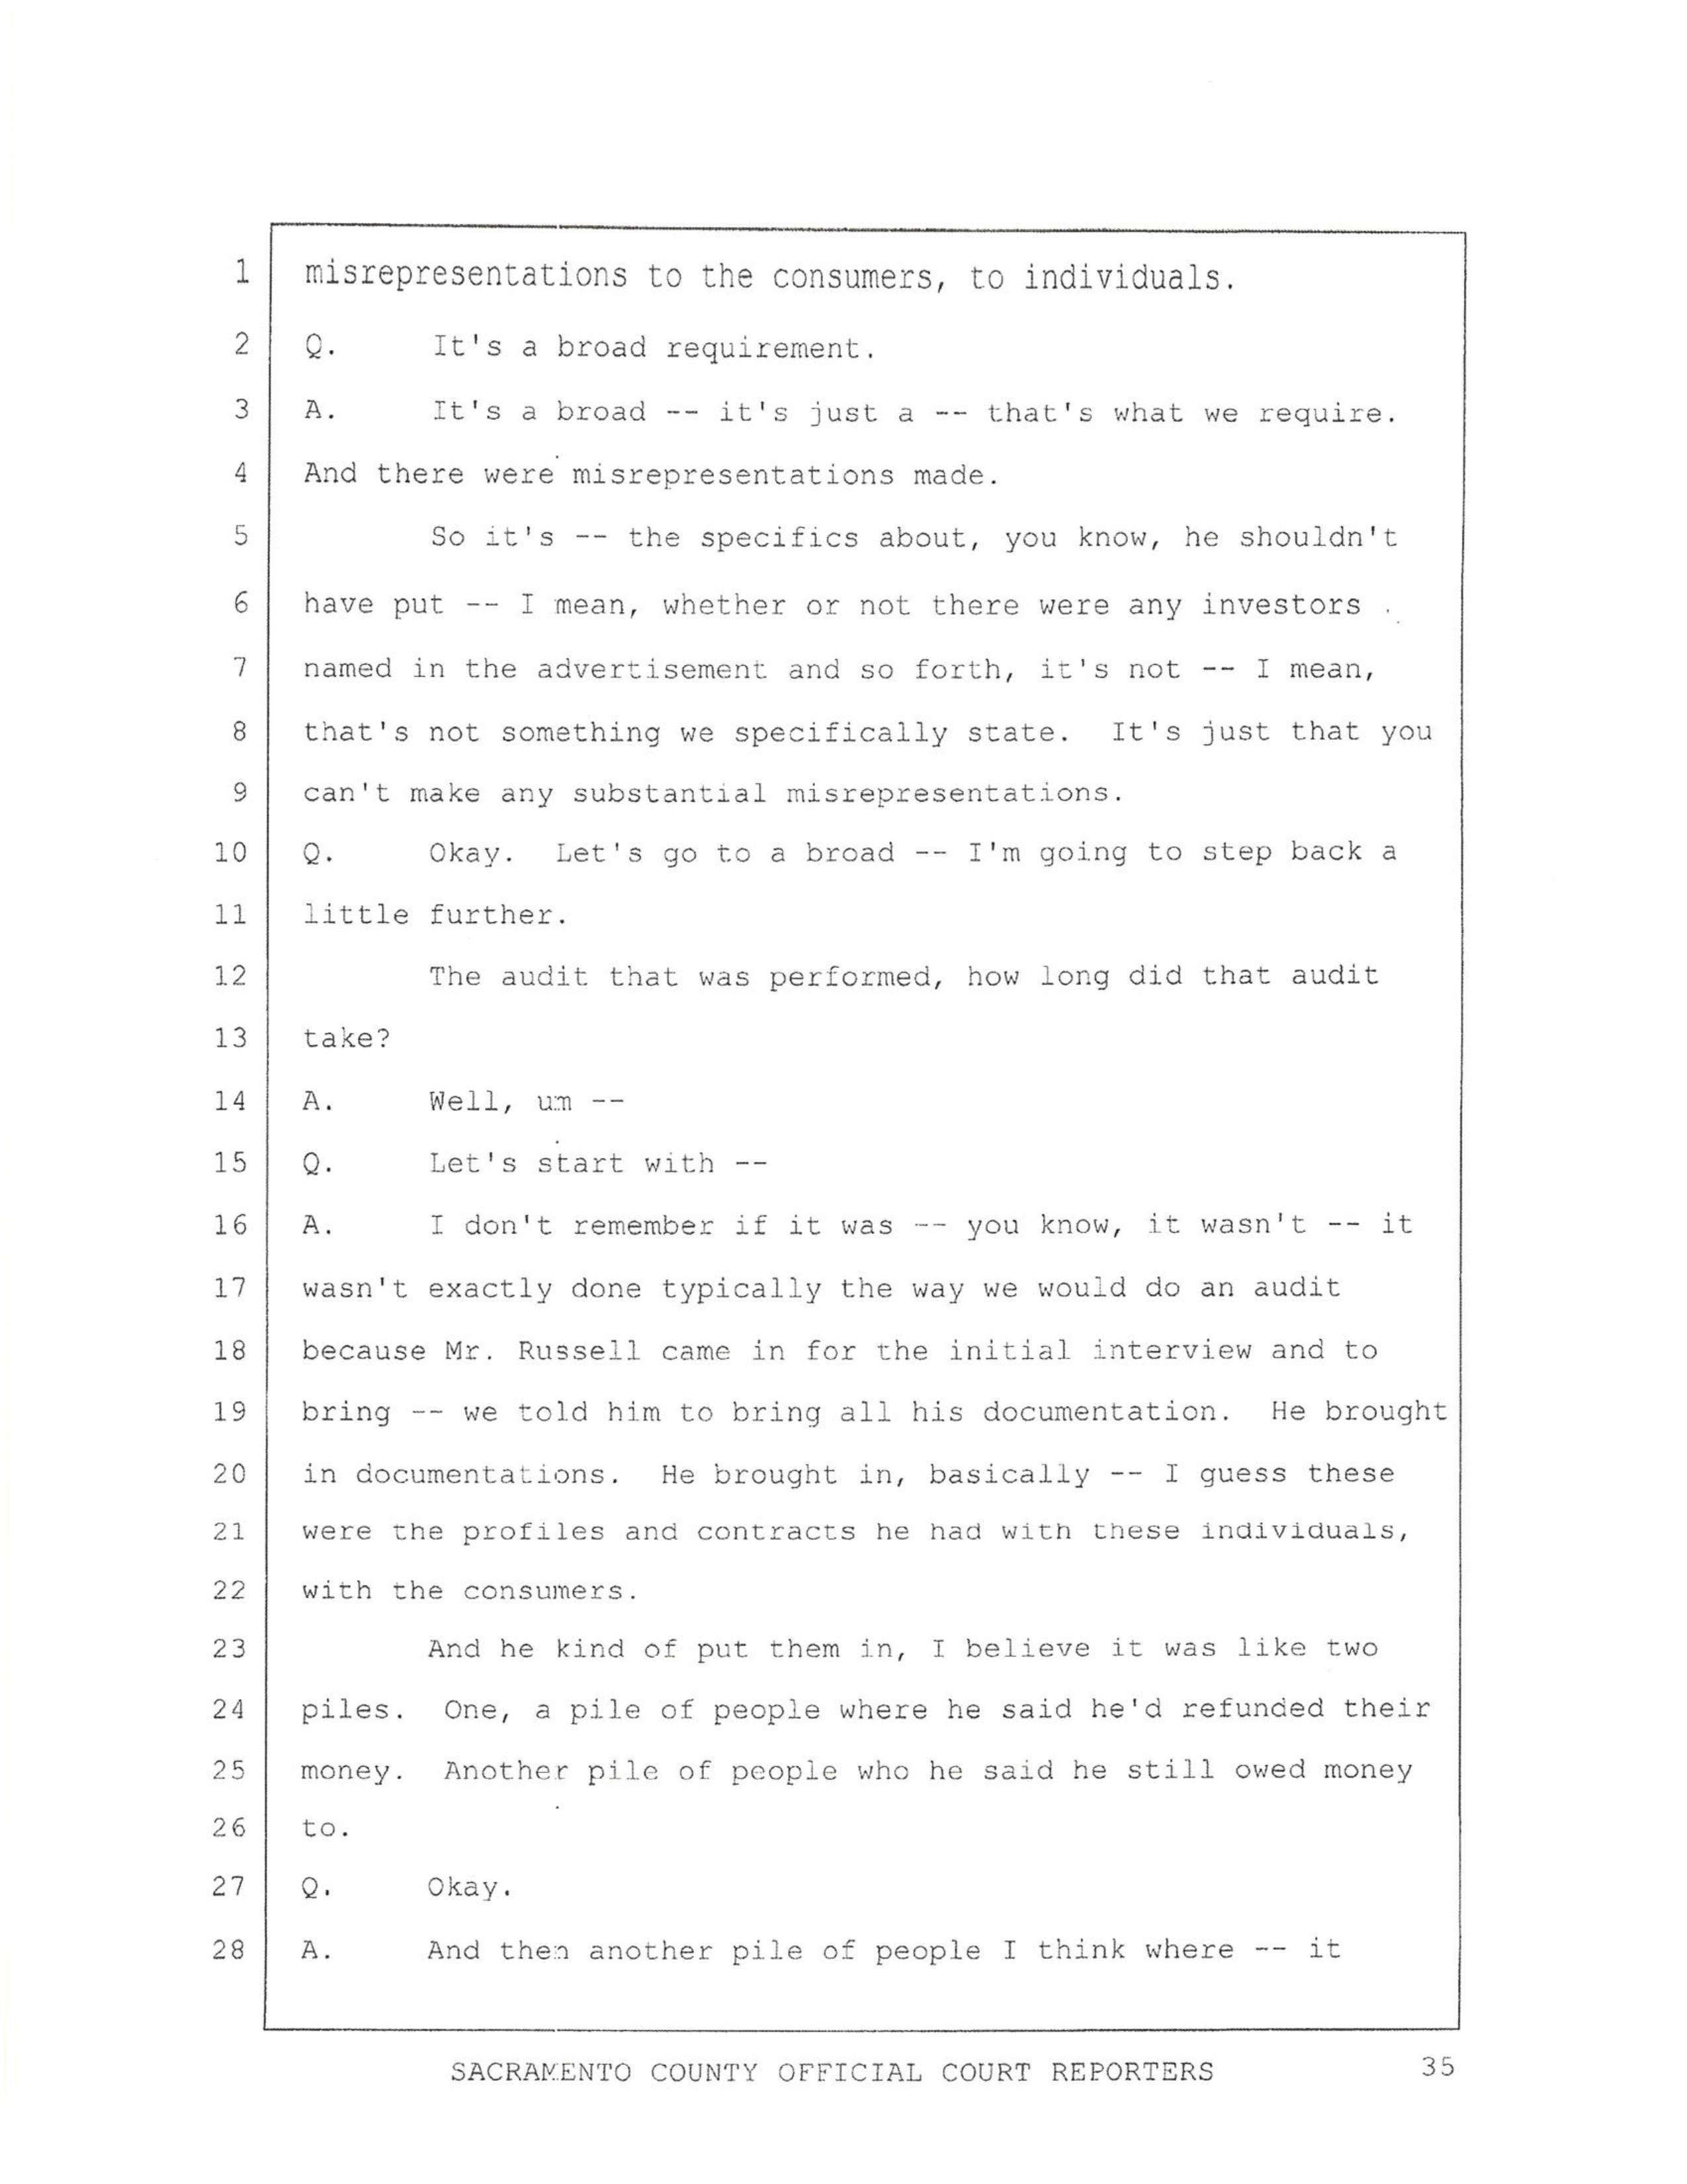 1 misrepresentations to the consumers, to individuals.
2 Q. It's a broad requirement.
3 A. It's a broad -- it's just a -- that's what we require.
4 And there were misrepresentations made.
5 So it's -- the specifics about, you know, he shouldn't
6 have put -- I mean, whether or not there were any investors
7 named in the advertisement and so forth, it's not -- I mean,
8 that's not something we specifically state. It's just that you
9 can't make any substantial misrepresentations.
10 Q. Okay. Let's go to a broad -- I'm going to step back a
11 little further.
12 The audit that was performed, how long did that audit
13 take?
14 A. Well, um --
15 Q. Let's start with --
16 A. I don't remember if it was -- you know, it wasn't -- it
17 wasn't exactly done typically the way we would do an audit
18 because Mr. Russell came in for the initial interview and to
19 bring -- we told him to bring all his documentation. He brought
20 in documentations. He brought in, basically -- I guess these
21 were the profiles and contracts he had with these individuals,
22 with the consumers.
23 And he kind of put them in, I believe it was like two
24 piles. One, a pile of people where he said he'd refunded their
25 money. Another pile of people who he said he still owed money
26 to.
27 Q. Okay.
28 A. And then another pile of people I think where -- it
SACRAMENTO COUNTY OFFICIAL COURT REPORTERS 35